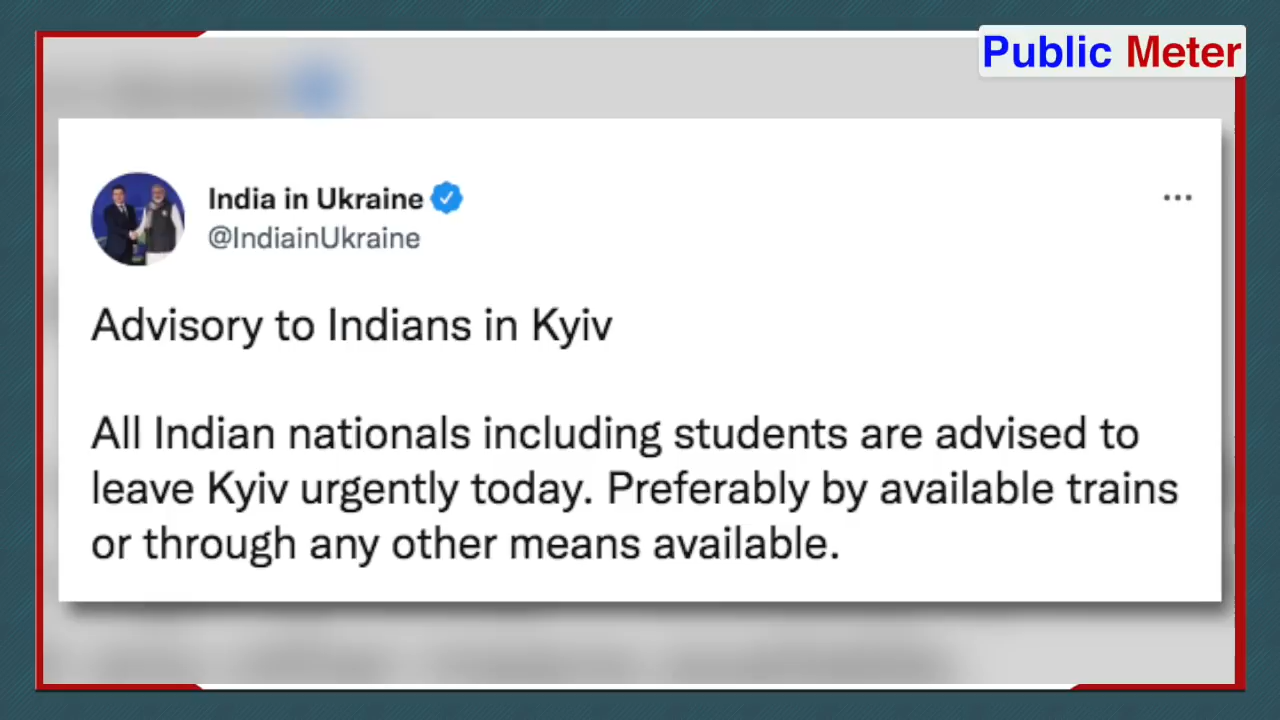 Public Meter
India in Ukraine
@IndiainUkraine
Advisory to Indians in Kyiv
All Indian nationals including students are advised to
leave Kyiv urgently today. Preferably by available trains
or through any other means available.